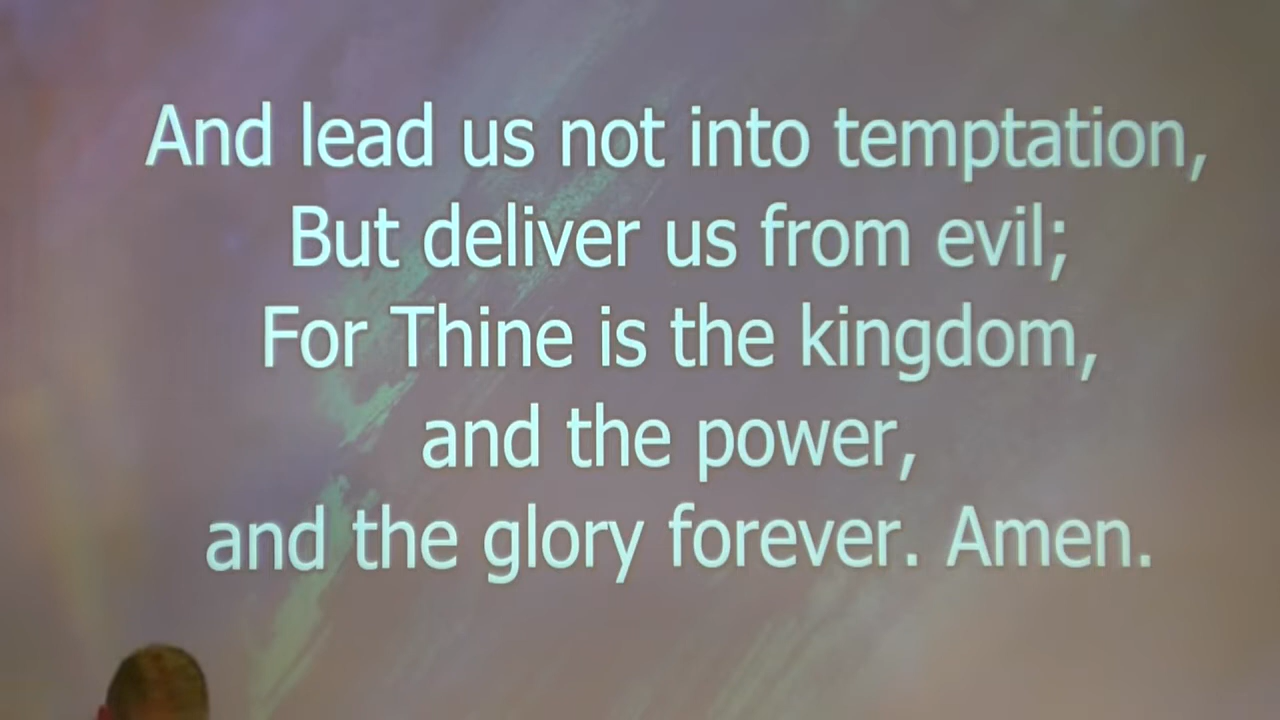 And lead us not into temptation,
But deliver us from evil;
For Thine is the kingdom,
and the power,
and the glory forever. Amen.